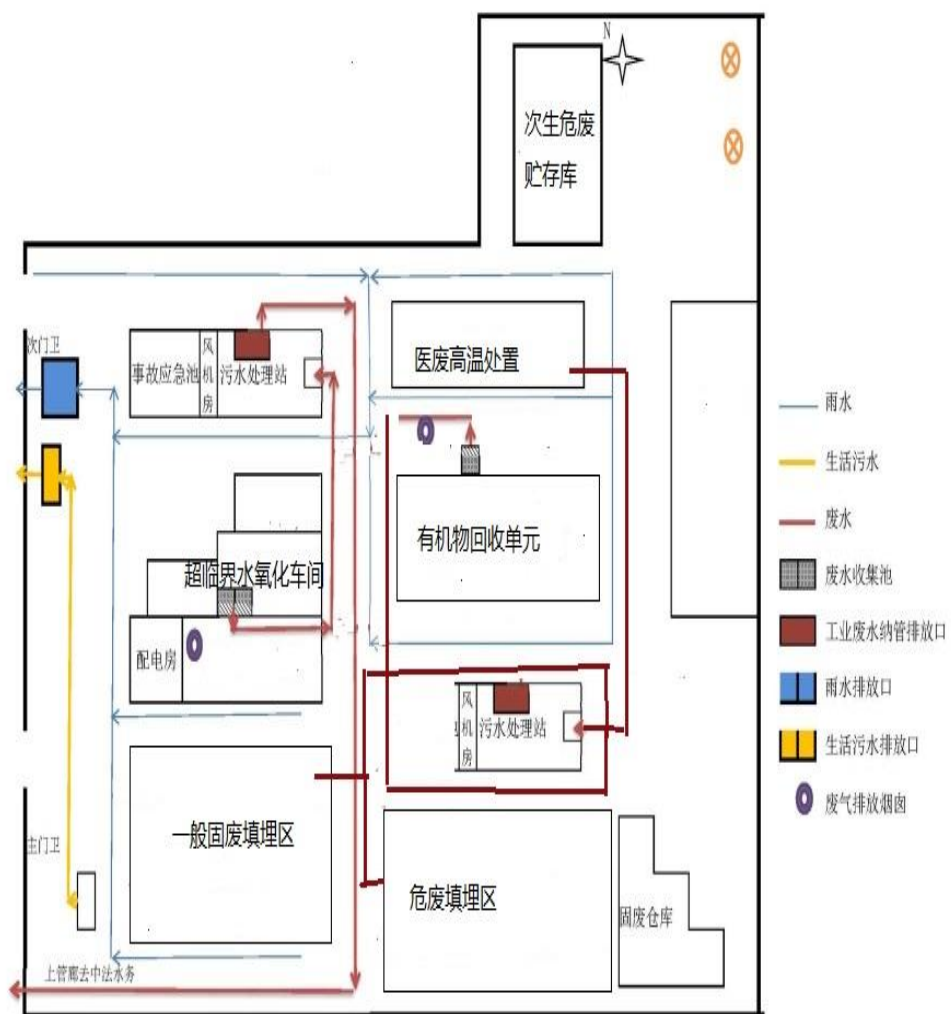 N
次生危废
贮存库
次门卫
事故应急池
风机房
污水处理站
医废高温处置
有机物回收单元
超临界水氧化车间
配电房
风机房
污水处理站
一般固废填埋区
危废填埋区
固废仓库
主门卫
上管廊去中法水务
雨水
生活污水
废水
废水收集池
工业废水纳管排放口
雨水排放口
生活污水排放口
废气排放烟囱